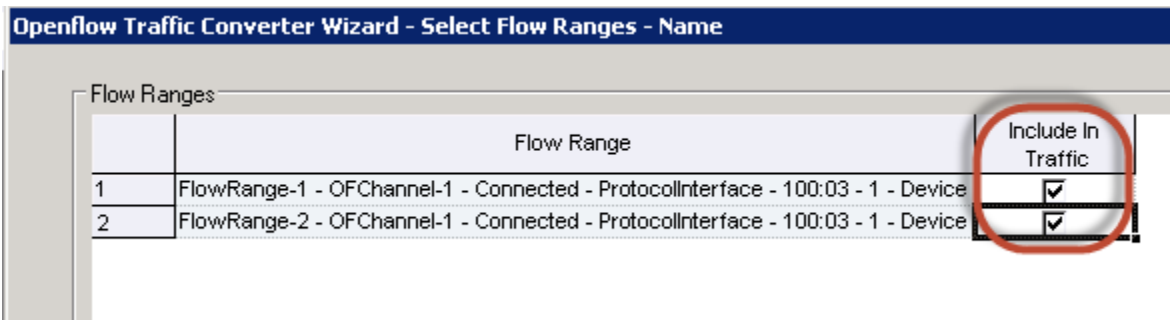 Openflow Traffic Converter Wizard - Select Flow Ranges - Name
Flow Ranges
Flow Range
Include In
Traffic
1 FlowRange-1 - OFChannel-1 - Connected - ProtocolInterface - 100:03 - 1 - Device
2 FlowRange-2 - OFChannel-1 - Connected - ProtocolInterface - 100:03 - 1 - Device